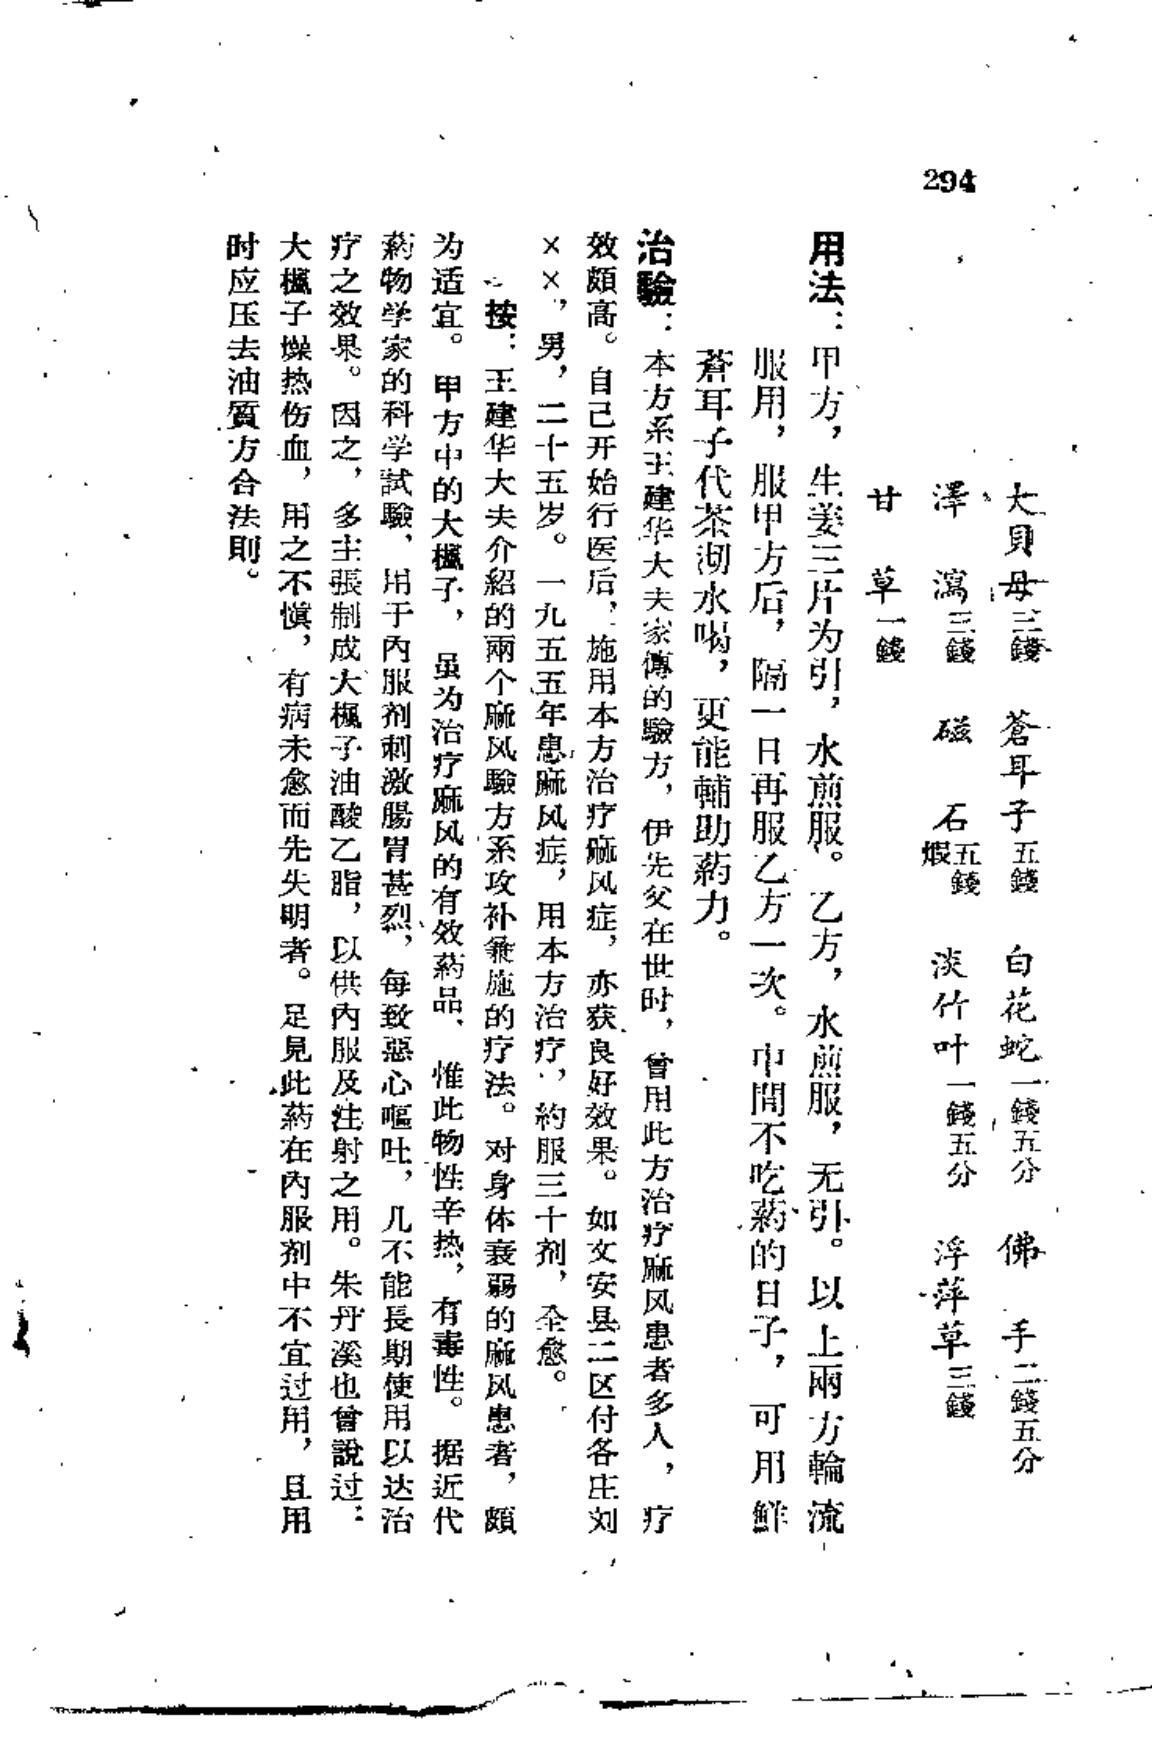 294
大貝母三錢　蒼耳子五錢　白花蛇一錢五分　佛　手二錢五分
澤　瀉三錢　磁　石五錢煅　淡竹叶一錢五分　浮萍草三錢
甘　草一錢
用法：甲方，生姜三片为引，水煎服。乙方，水煎服，无引。以上兩方輪流
服用，服甲方后，隔一日再服乙方一次。中間不吃葯的日子，可用鮮
蒼耳子代茶沏水喝，更能輔助葯力。
治驗：本方系王建华大夫家傳的驗方，伊先父在世时，曾用此方治疗麻风患者多人，疗
效頗高。自己开始行医后，施用本方治疗麻风症，亦获良好效果。如文安县二区付各庄刘
××，男，二十五岁。一九五五年患麻风症，用本方治疗，約服三十剂，全愈。
按：王建华大夫介紹的兩个麻风驗方系攻补兼施的疗法。对身体衰弱的麻风患者，頗
为适宜。甲方中的大楓子，虽为治疗麻风的有效葯品，惟此物性辛热，有毒性。据近代
葯物学家的科学試驗，用于內服剂刺激腸胃甚烈，每致惡心嘔吐，几不能長期使用以达治
疗之效果。因之，多主張制成大楓子油酸乙脂，以供內服及注射之用。朱丹溪也曾說过：
大楓子燥热伤血，用之不慎，有病未愈而先失明者。足見此葯在內服剂中不宜过用，且用
时应压去油質方合法則。